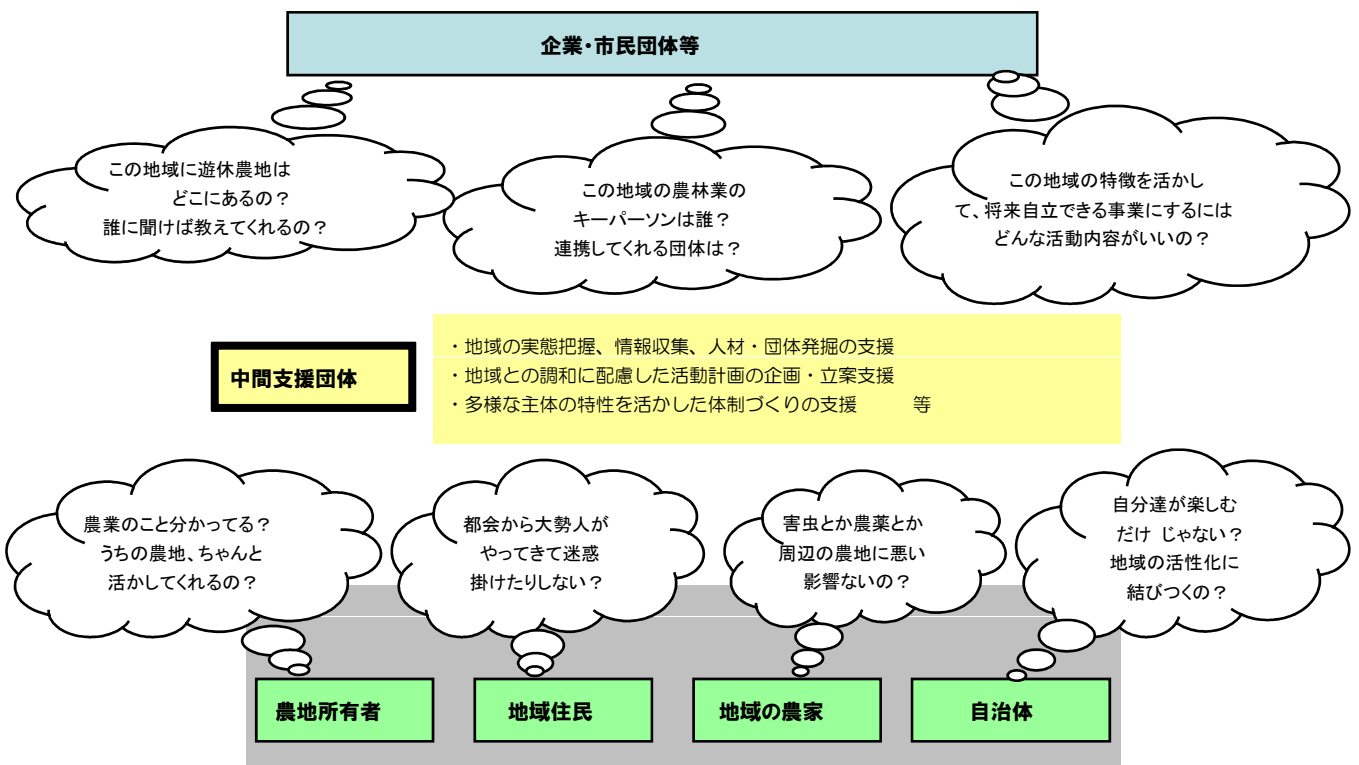 企業・市民団体等
この地域に遊休農地は
どこにあるの？
誰に聞けば教えてくれるの？
この地域の農林業の
キーパーソンは誰？
連携してくれる団体は？
この地域の特徴を活かし
て、将来自立できる事業にするには
どんな活動内容がいいの？
中間支援団体
・地域の実態把握、情報収集、人材・団体発掘の支援
・地域との調和に配慮した活動計画の企画・立案支援
・多様な主体の特性を活かした体制づくりの支援　　　等
農業のこと分かってる？
うちの農地、ちゃんと
活かしてくれるの？
都会から大勢人が
やってきて迷惑
掛けたりしない？
害虫とか農薬とか
周辺の農地に悪い
影響ないの？
自分達が楽しむ
だけ じゃない？
地域の活性化に
結びつくの？
農地所有者
地域住民
地域の農家
自治体